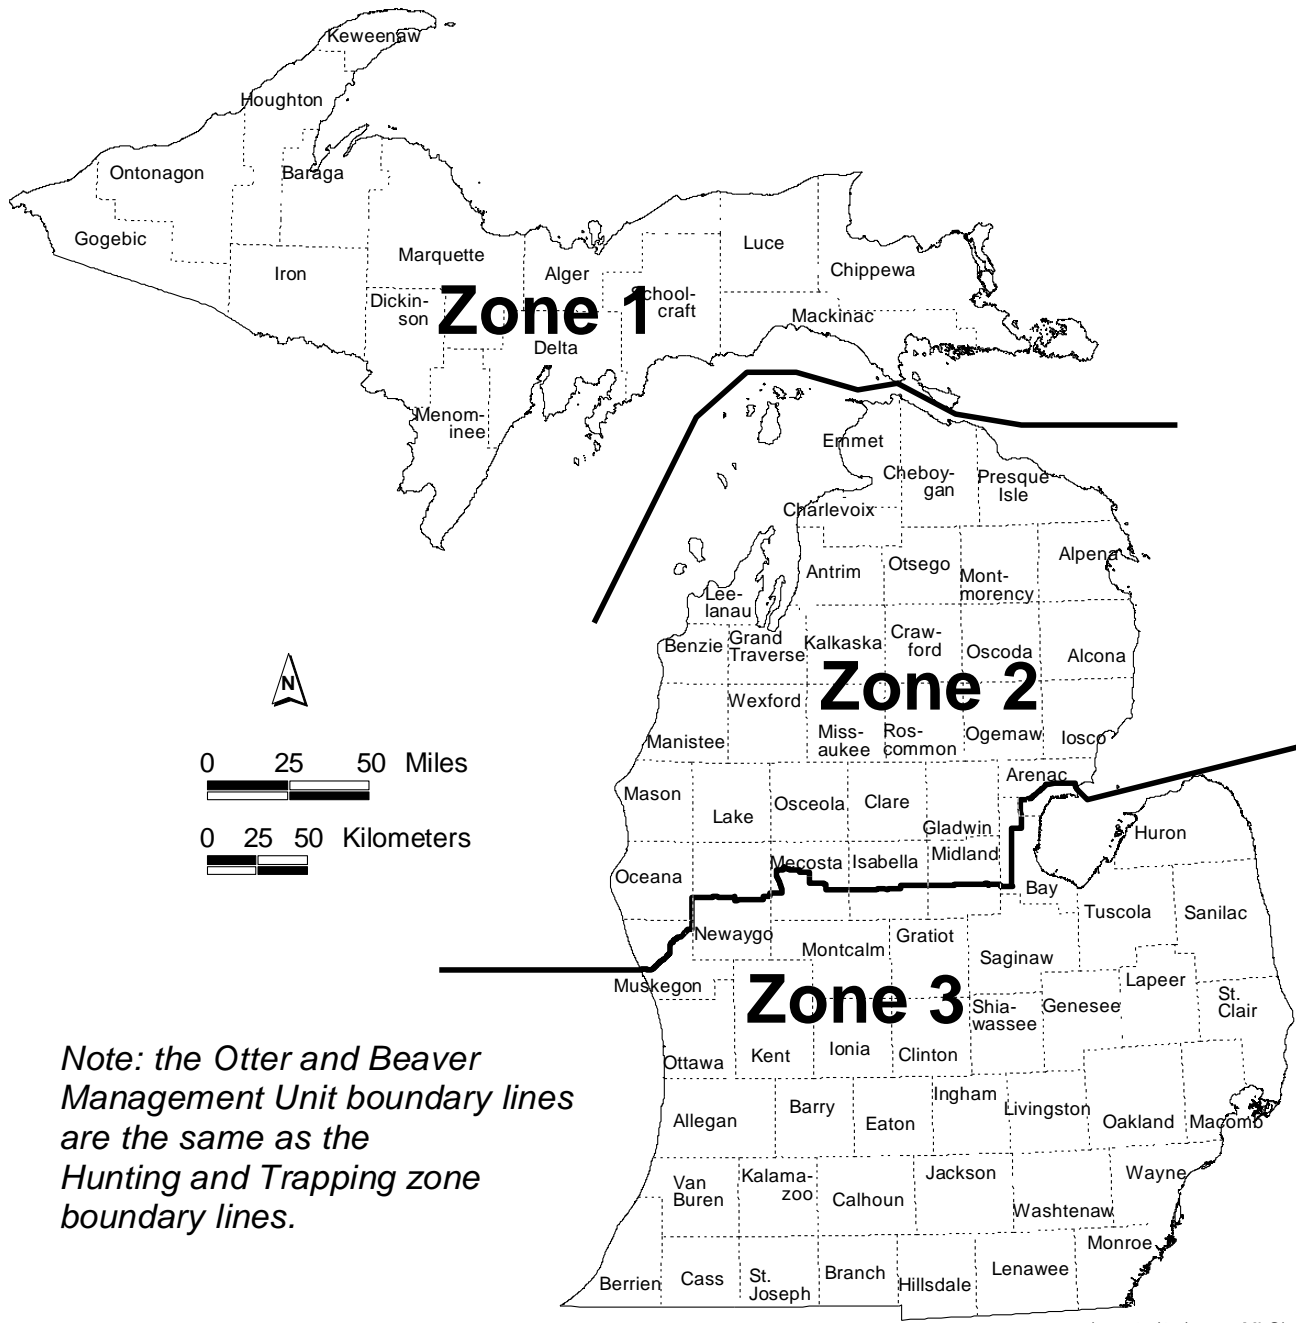 Keweenaw
Houghton
Ontonagon
Baraga
Gogebic
Iron
Marquette
Dickin-
son
Alger
Luce
Chippewa
School-
craft
Mackinac
Zone 1
Delta
Menom-
inee
Emmet
Cheboy-
gan
Presque
Isle
Charlevoix
Antrim
Otsego
Mont-
morency
Alpena
Lee-
lanau
Benzie
Grand
Traverse
Kalkaska
Craw-
ford
Oscoda
Alcona
Zone 2
Wexford
Manistee
Miss-
aukee
Ros-
common
Ogemaw
Iosco
Arenac
Mason
Lake
Osceola
Clare
Gladwin
Huron
Oceana
Mecosta
Isabella
Midland
Bay
Tuscola
Sanilac
Newaygo
Montcalm
Gratiot
Saginaw
Muskegon
Zone 3
Lapeer
Shia-
wassee
Genesee
St.
Clair
Ottawa
Kent
Ionia
Clinton
Allegan
Barry
Eaton
Ingham
Livingston
Oakland
Macomb
Van
Buren
Kalama-
zoo
Calhoun
Jackson
Washtenaw
Wayne
Berrien
Cass
St.
Joseph
Branch
Hillsdale
Lenawee
Monroe
N
0 25 50 Miles
0 25 50 Kilometers
Note: the Otter and Beaver
Management Unit boundary lines
are the same as the
Hunting and Trapping zone
boundary lines.